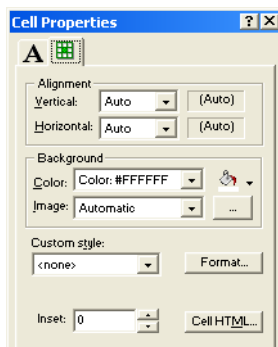 Cell Properties ? X
A
Alignment
Vertical: Auto (Auto)
Horizontal: Auto (Auto)
Background
Color: Color: #FFFFFF
Image: Automatic ...
Custom style:
<none> Format...
Inset: 0 Cell HTML...